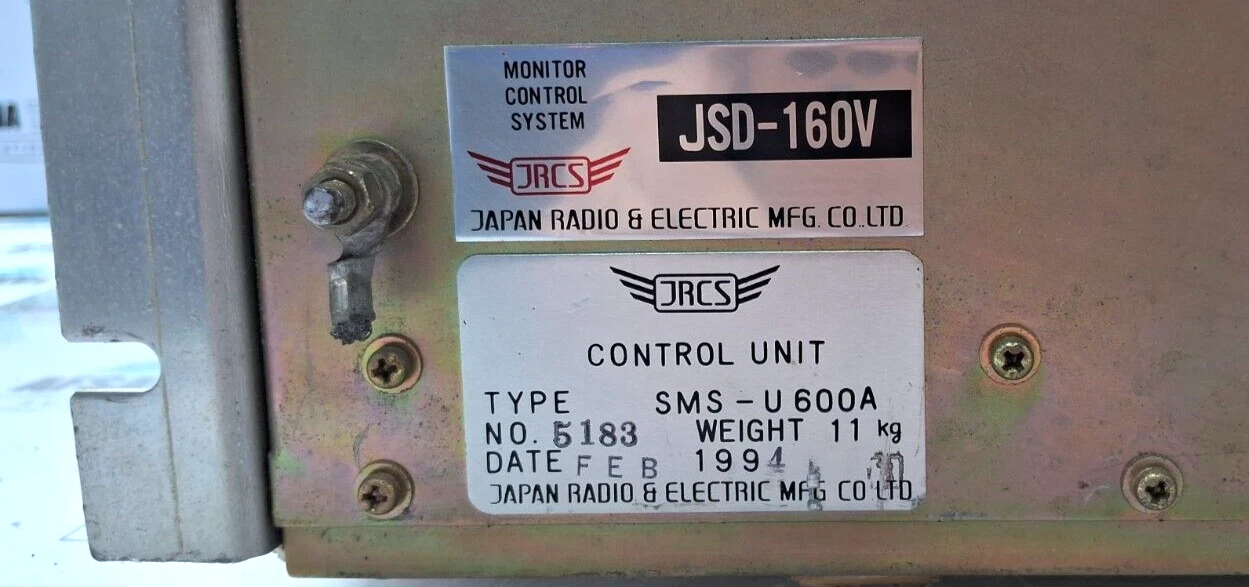 MONITOR
CONTROL
SYSTEM
JSD-160V
JRCS
JAPAN RADIO & ELECTRIC MFG. CO.,LTD.
JRCS
CONTROL UNIT
TYPE SMS-U600A
NO. 5183 WEIGHT 11 kg
DATE FEB 1994
JAPAN RADIO & ELECTRIC MFG CO LTD